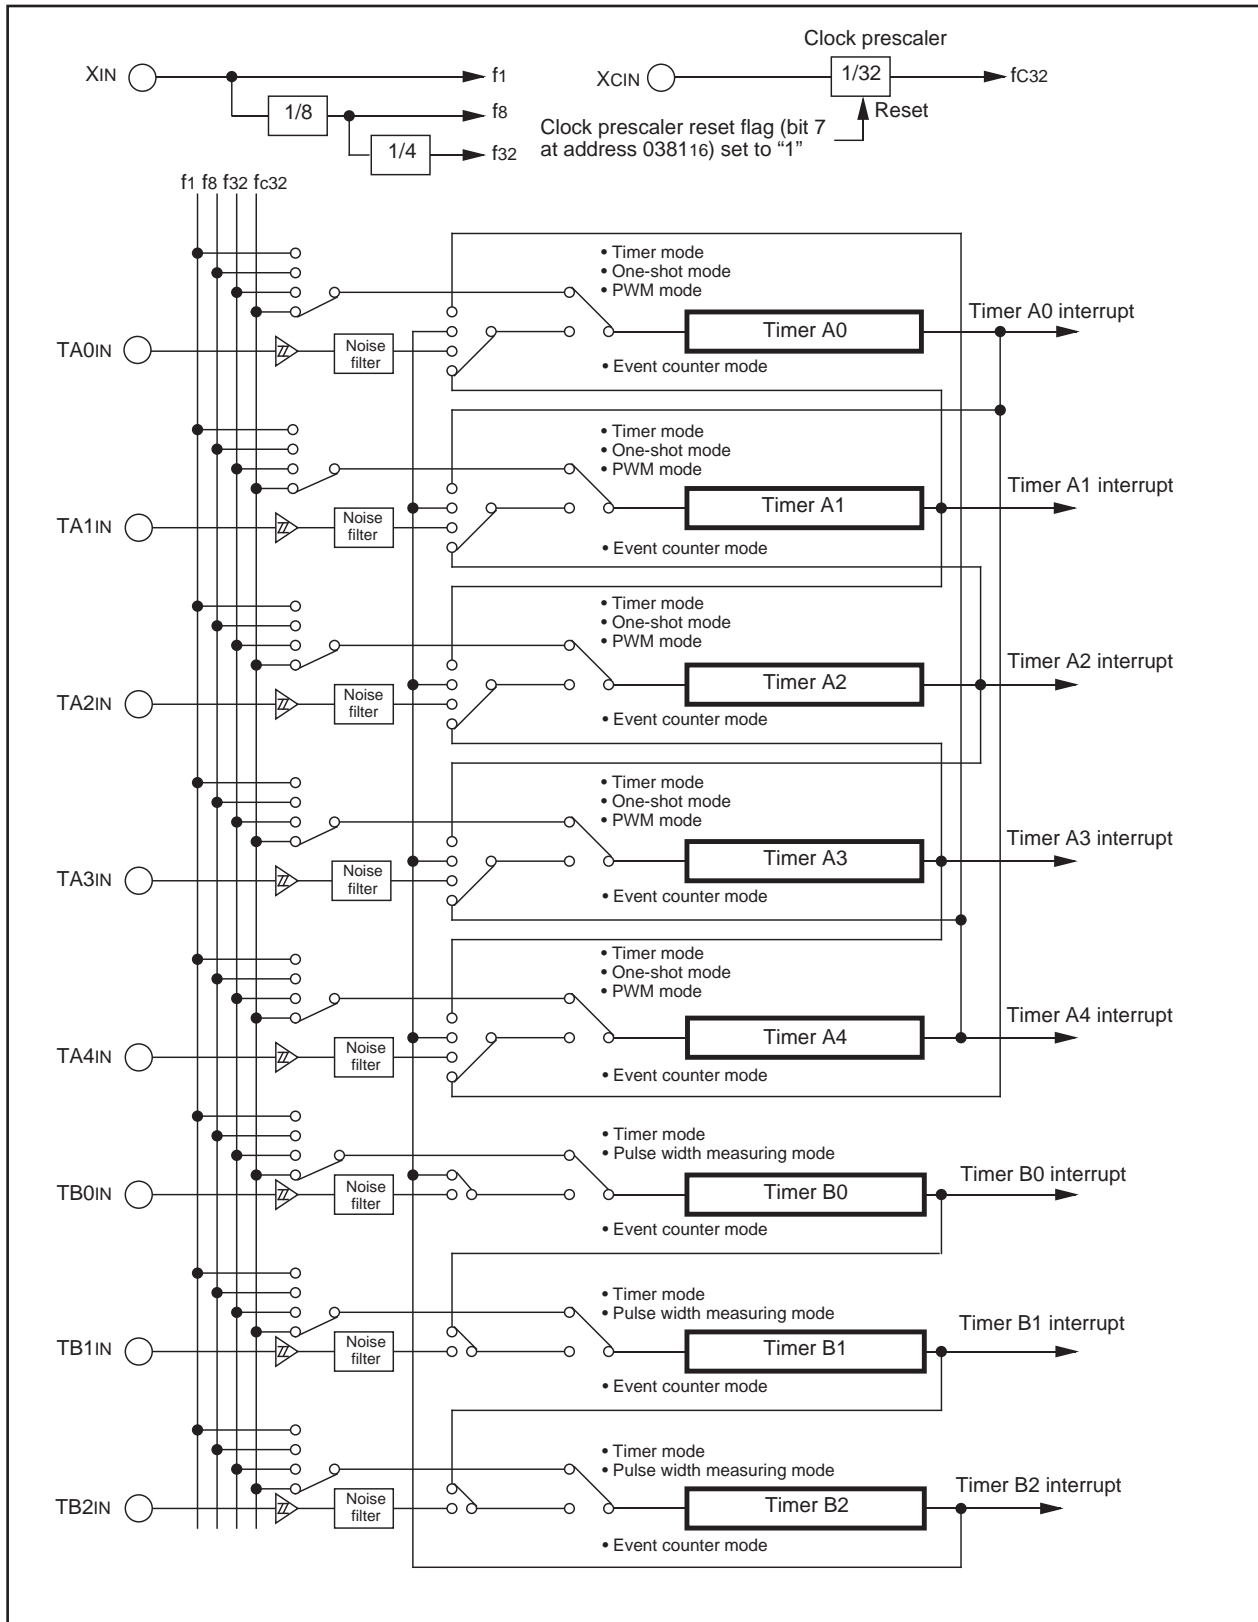 Clock prescaler
XIN
1/8
1/4
f1
f8
f32
XCIN
1/32
fC32
Reset
Clock prescaler reset flag (bit 7
at address 038116) set to “1”
f1 f8 f32 fc32
• Timer mode
• One-shot mode
• PWM mode
TA0IN
Noise
filter
Timer A0
Timer A0 interrupt
• Event counter mode
• Timer mode
• One-shot mode
• PWM mode
TA1IN
Noise
filter
Timer A1
Timer A1 interrupt
• Event counter mode
• Timer mode
• One-shot mode
• PWM mode
TA2IN
Noise
filter
Timer A2
Timer A2 interrupt
• Event counter mode
• Timer mode
• One-shot mode
• PWM mode
TA3IN
Noise
filter
Timer A3
Timer A3 interrupt
• Event counter mode
• Timer mode
• One-shot mode
• PWM mode
TA4IN
Noise
filter
Timer A4
Timer A4 interrupt
• Event counter mode
• Timer mode
• Pulse width measuring mode
TB0IN
Noise
filter
Timer B0
Timer B0 interrupt
• Event counter mode
• Timer mode
• Pulse width measuring mode
TB1IN
Noise
filter
Timer B1
Timer B1 interrupt
• Event counter mode
• Timer mode
• Pulse width measuring mode
TB2IN
Noise
filter
Timer B2
Timer B2 interrupt
• Event counter mode